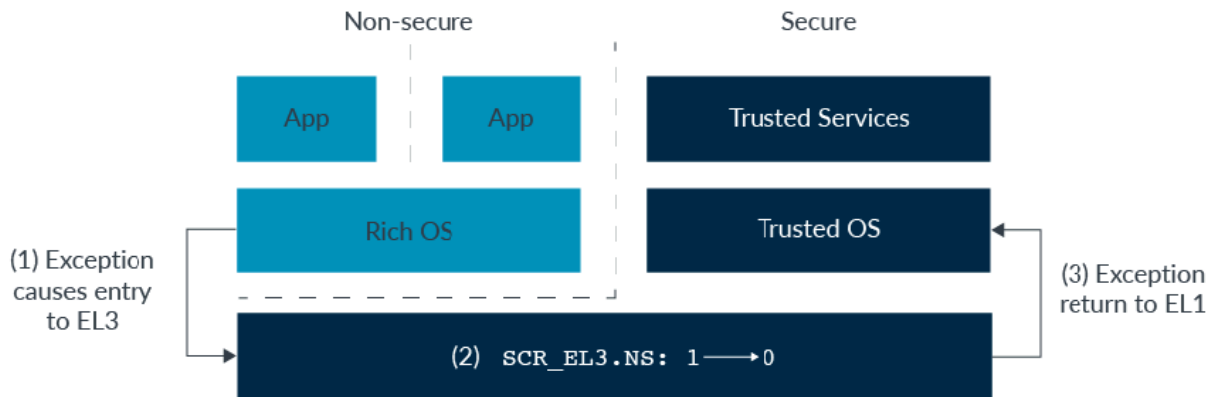 Non-secure
Secure
App
App
Trusted Services
Rich OS
Trusted OS
(1) Exception
causes entry
to EL3
(3) Exception
return to EL1
(2) SCR_EL3.NS: 1⟶0